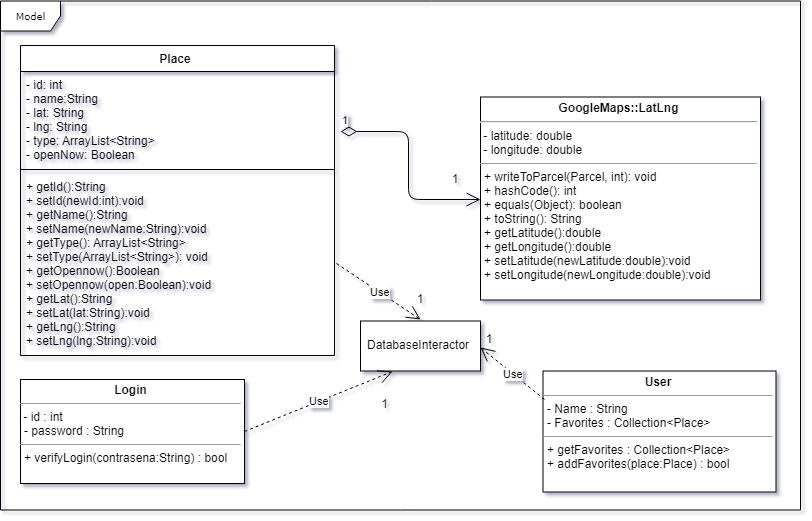 Model
Place
- id: int
- name:String
- lat: String
- lng: String
- type: ArrayList<String>
- openNow: Boolean
+ getId():String
+ setId(newId:int):void
+ getName():String
+ setName(newName:String):void
+ getType(): ArrayList<String>
+ setType(ArrayList<String>): void
+ getOpennow():Boolean
+ setOpennow(open:Boolean):void
+ getLat():String
+ setLat(lat:String):void
+ getLng():String
+ setLng(lng:String):void
1
1
GoogleMaps::LatLng
- latitude: double
- longitude: double
+ writeToParcel(Parcel, int): void
+ hashCode(): int
+ equals(Object): boolean
+ toString(): String
+ getLatitude():double
+ getLongitude():double
+ setLatitude(newLatitude:double):void
+ setLongitude(newLongitude:double):void
Use
1
DatabaseInteractor
1
Use
Use
1
Login
- id : int
- password : String
+ verifyLogin(contrasena:String) : bool
User
- Name : String
- Favorites : Collection<Place>
+ getFavorites : Collection<Place>
+ addFavorites(place:Place) : bool